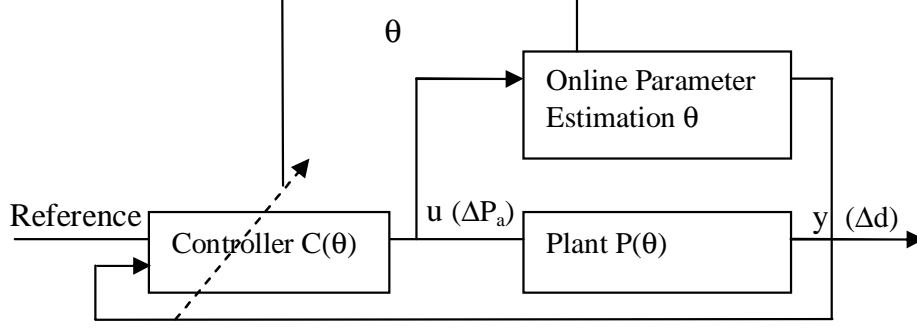 θ
Online Parameter
Estimation θ
Reference
Controller C(θ)
u (ΔPₐ)
Plant P(θ)
y (Δd)